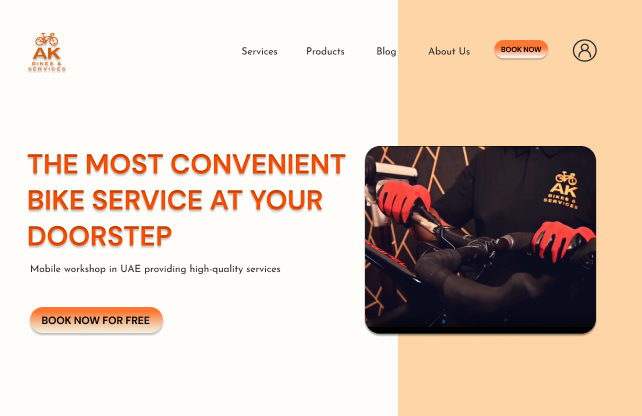 AK
BIKES &
SERVICES
Services Products Blog About Us BOOK NOW
THE MOST CONVENIENT
BIKE SERVICE AT YOUR
DOORSTEP
Mobile workshop in UAE providing high-quality services
BOOK NOW FOR FREE
AK
BIKES &
SERVICES